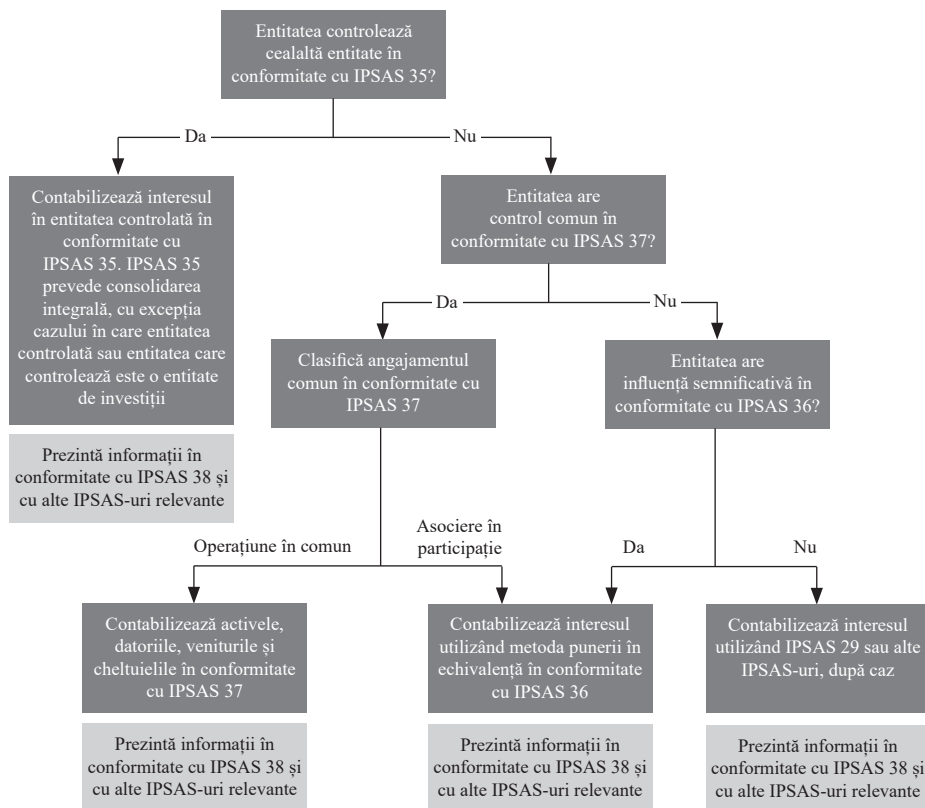 Entitatea controlează
cealaltă entitate în
conformitate cu IPSAS 35?
Da
Nu
Contabilizează interesul
în entitatea controlată în
conformitate cu
IPSAS 35. IPSAS 35
prevede consolidarea
integrală, cu excepția
cazului în care entitatea
controlată sau entitatea care
controlează este o entitate
de investiții
Prezintă informații în
conformitate cu IPSAS 38 și
cu alte IPSAS-uri relevante
Entitatea are
control comun în
conformitate cu IPSAS 37?
Da
Nu
Clasifică angajamentul
comun în conformitate cu
IPSAS 37
Entitatea are
influență semnificativă în
conformitate cu IPSAS 36?
Operațiune în comun
Asociere în
participație
Da
Nu
Contabilizează activele,
datoriile, veniturile și
cheltuielile în conformitate
cu IPSAS 37
Prezintă informații în
conformitate cu IPSAS 38 și
cu alte IPSAS-uri relevante
Contabilizează interesul
utilizând metoda punerii în
echivalență în conformitate
cu IPSAS 36
Prezintă informații în
conformitate cu IPSAS 38 și
cu alte IPSAS-uri relevante
Contabilizează interesul
utilizând IPSAS 29 sau alte
IPSAS-uri, după caz
Prezintă informații în
conformitate cu IPSAS 38 și
cu alte IPSAS-uri relevante